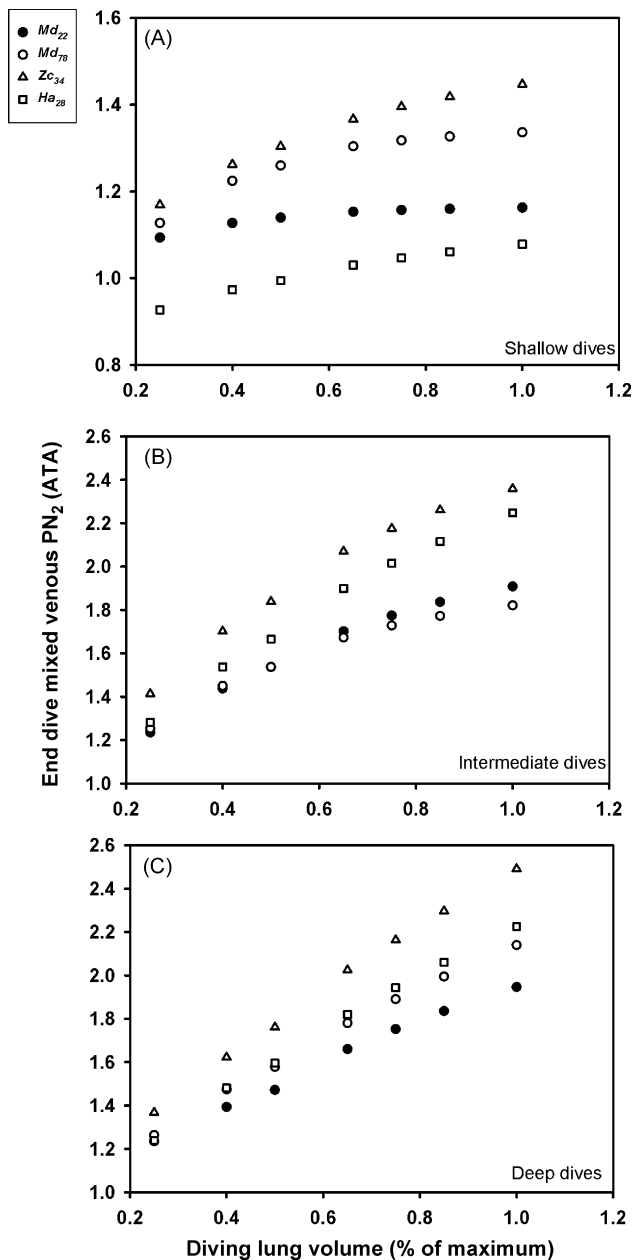 Md22
Md78
Zc34
Ha28
(A)
1.6
1.4
1.2
1.0
0.8
Shallow dives
0.2 0.4 0.6 0.8 1.0 1.2
End dive mixed venous PN2 (ATA)
(B)
2.6
2.4
2.2
2.0
1.8
1.6
1.4
1.2
1.0
Intermediate dives
0.2 0.4 0.6 0.8 1.0 1.2
(C)
2.6
2.4
2.2
2.0
1.8
1.6
1.4
1.2
1.0
Deep dives
0.2 0.4 0.6 0.8 1.0 1.2
Diving lung volume (% of maximum)